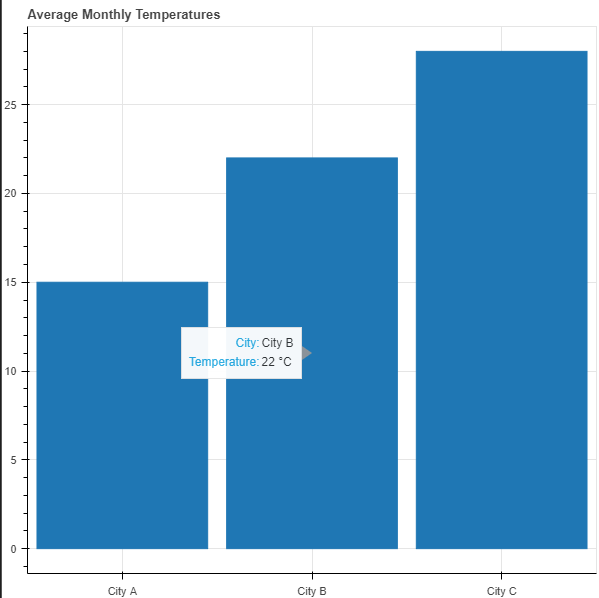 Average Monthly Temperatures
25
20
15
10
5
0
City: City B
Temperature: 22 °C
City A
City B
City C